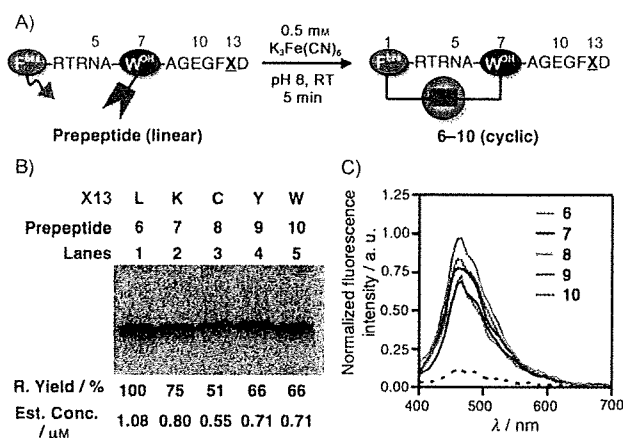 A)
1 5 7 10 13
F RTRNA W^OH AGEGFXD
0.5 mM
K₃Fe(CN)₆
pH 8, RT
5 min
1 5 7 10 13
F RTRNA W^OH AGEGFXD
Prepeptide (linear)
6–10 (cyclic)
B)
X13 L K C Y W
Prepeptide 6 7 8 9 10
Lanes 1 2 3 4 5
R. Yield / % 100 75 51 66 66
Est. Conc. / μM 1.08 0.80 0.55 0.71 0.71
C)
Normalized fluorescence
intensity / a. u.
1.25
1.00
0.75
0.50
0.25
0.00
400 500 600 700
λ / nm
6
7
8
9
10